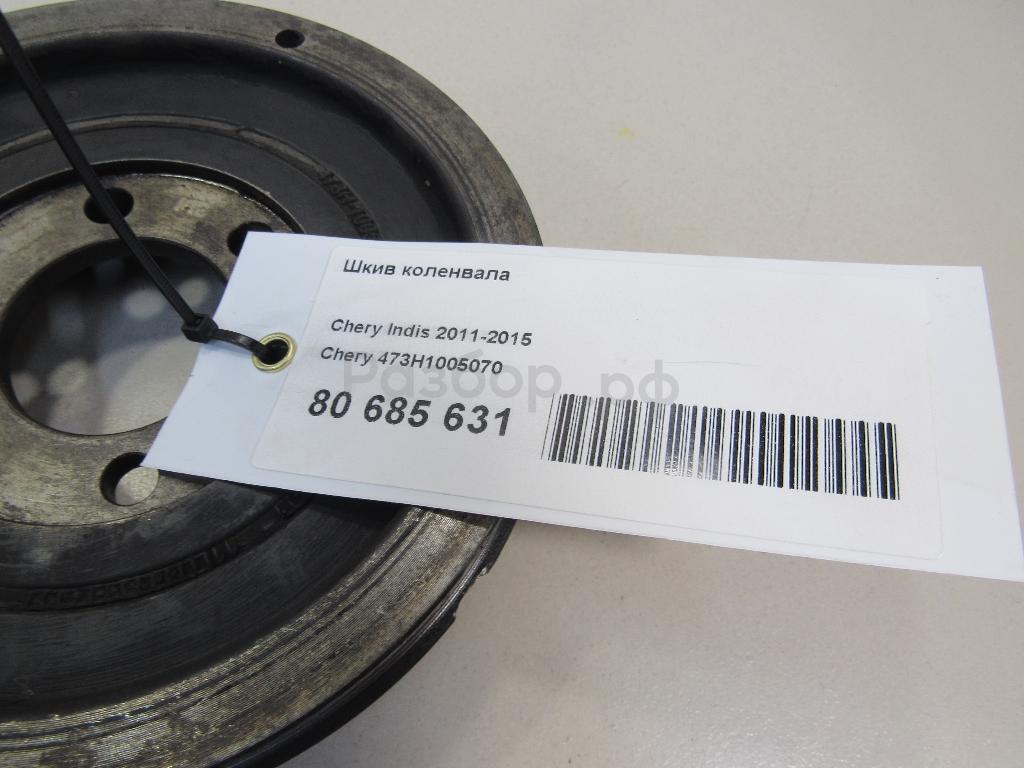 Шкив коленвала
Chery Indis 2011-2015
Chery 473H1005070
Разбор.рф
80 685 631